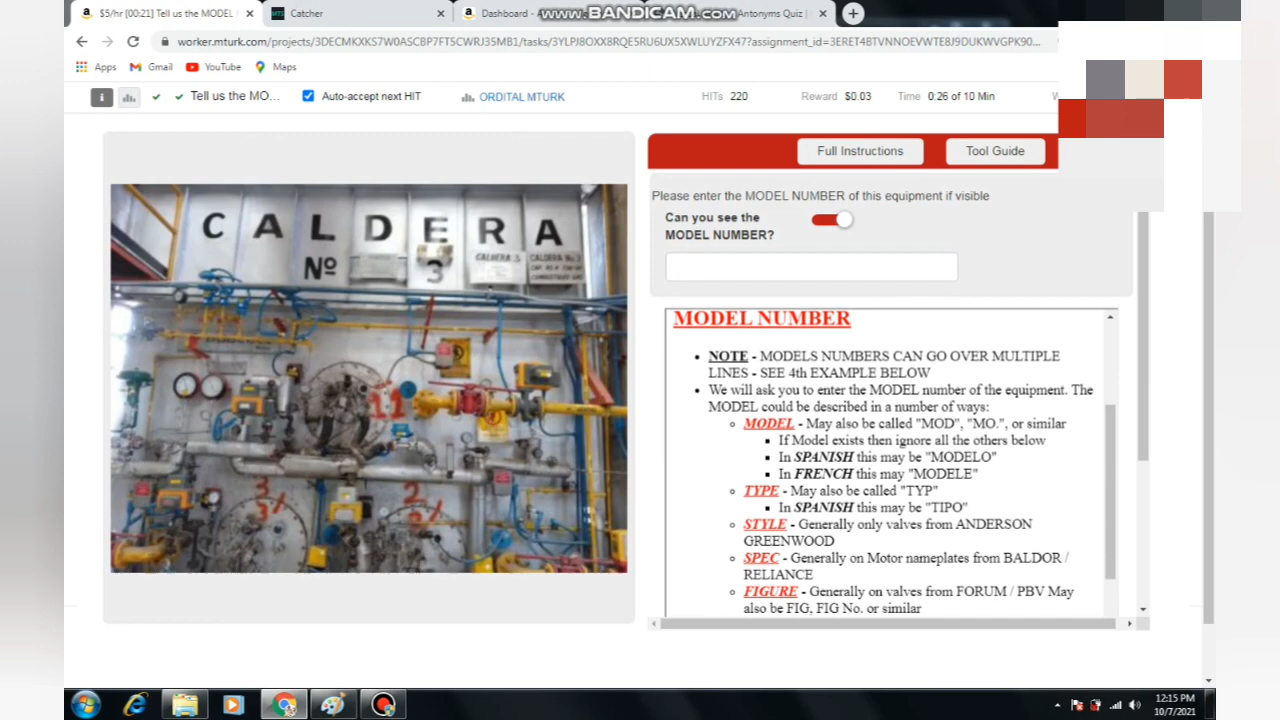 $5/hr [00:21] Tell us the MODEL
Catcher
Dashboard -
Antonyms Quiz |
www.BANDICAM.com
worker.mturk.com/projects/3DECMKXKS7W0ASCBP7FT5CWRJ35MB1/tasks/3YLPJ8OXX8RQE5RU6UX5XWLUYZFX47?assignment_id=3ERET4BTVNNOEVWTE8J9DUKWVGPK90...
Apps
Gmail
YouTube
Maps
Tell us the MO...
Auto-accept next HIT
ORDITAL MTURK
HITs 220
Reward $0.03
Time 0:26 of 10 Min
Full Instructions
Tool Guide
Please enter the MODEL NUMBER of this equipment if visible
Can you see the
MODEL NUMBER?
CALDERA
Nº 3
CALDERA 3
CALDERA No.3
11
3
2
MODEL NUMBER
• NOTE - MODELS NUMBERS CAN GO OVER MULTIPLE
LINES - SEE 4th EXAMPLE BELOW
• We will ask you to enter the MODEL number of the equipment. The
MODEL could be described in a number of ways:
MODEL - May also be called "MOD", "MO.", or similar
If Model exists then ignore all the others below
In SPANISH this may be "MODELO"
In FRENCH this may "MODELE"
TYPE - May also be called "TYP"
In SPANISH this may be "TIPO"
STYLE - Generally only valves from ANDERSON
GREENWOOD
SPEC - Generally on Motor nameplates from BALDOR /
RELIANCE
FIGURE - Generally on valves from FORUM / PBV May
also be FIG, FIG No. or similar
12:15 PM
10/7/2021